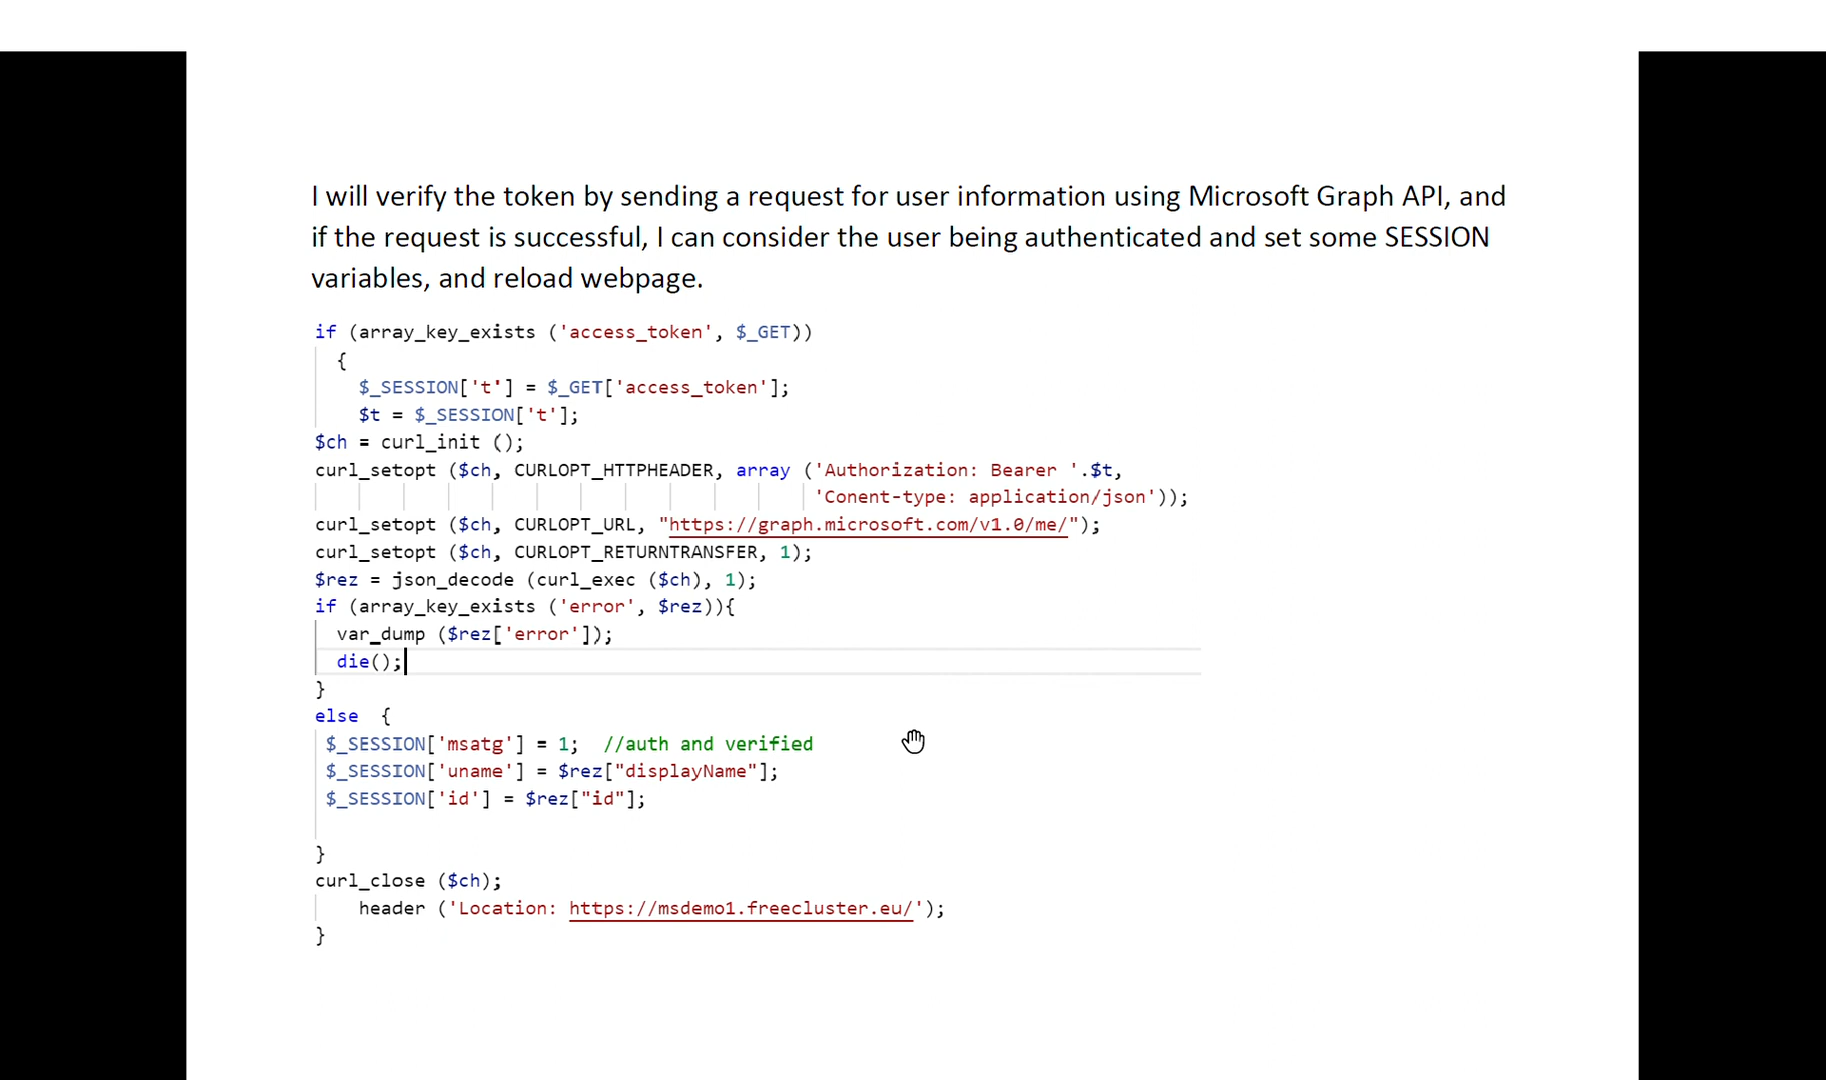 I will verify the token by sending a request for user information using Microsoft Graph API, and
if the request is successful, I can consider the user being authenticated and set some SESSION
variables, and reload webpage.
if (array_key_exists ('access_token', $_GET))
{
$_SESSION['t'] = $_GET['access_token'];
$t = $_SESSION['t'];
$ch = curl_init ();
curl_setopt ($ch, CURLOPT_HTTPHEADER, array ('Authorization: Bearer '.$t,
'Conent-type: application/json'));
curl_setopt ($ch, CURLOPT_URL, "https://graph.microsoft.com/v1.0/me/");
curl_setopt ($ch, CURLOPT_RETURNTRANSFER, 1);
$rez = json_decode (curl_exec ($ch), 1);
if (array_key_exists ('error', $rez)){
var_dump ($rez['error']);
die();
}
else {
$_SESSION['msatg'] = 1; //auth and verified
$_SESSION['uname'] = $rez["displayName"];
$_SESSION['id'] = $rez["id"];
}
curl_close ($ch);
header ('Location: https://msdemo1.freecluster.eu/');
}